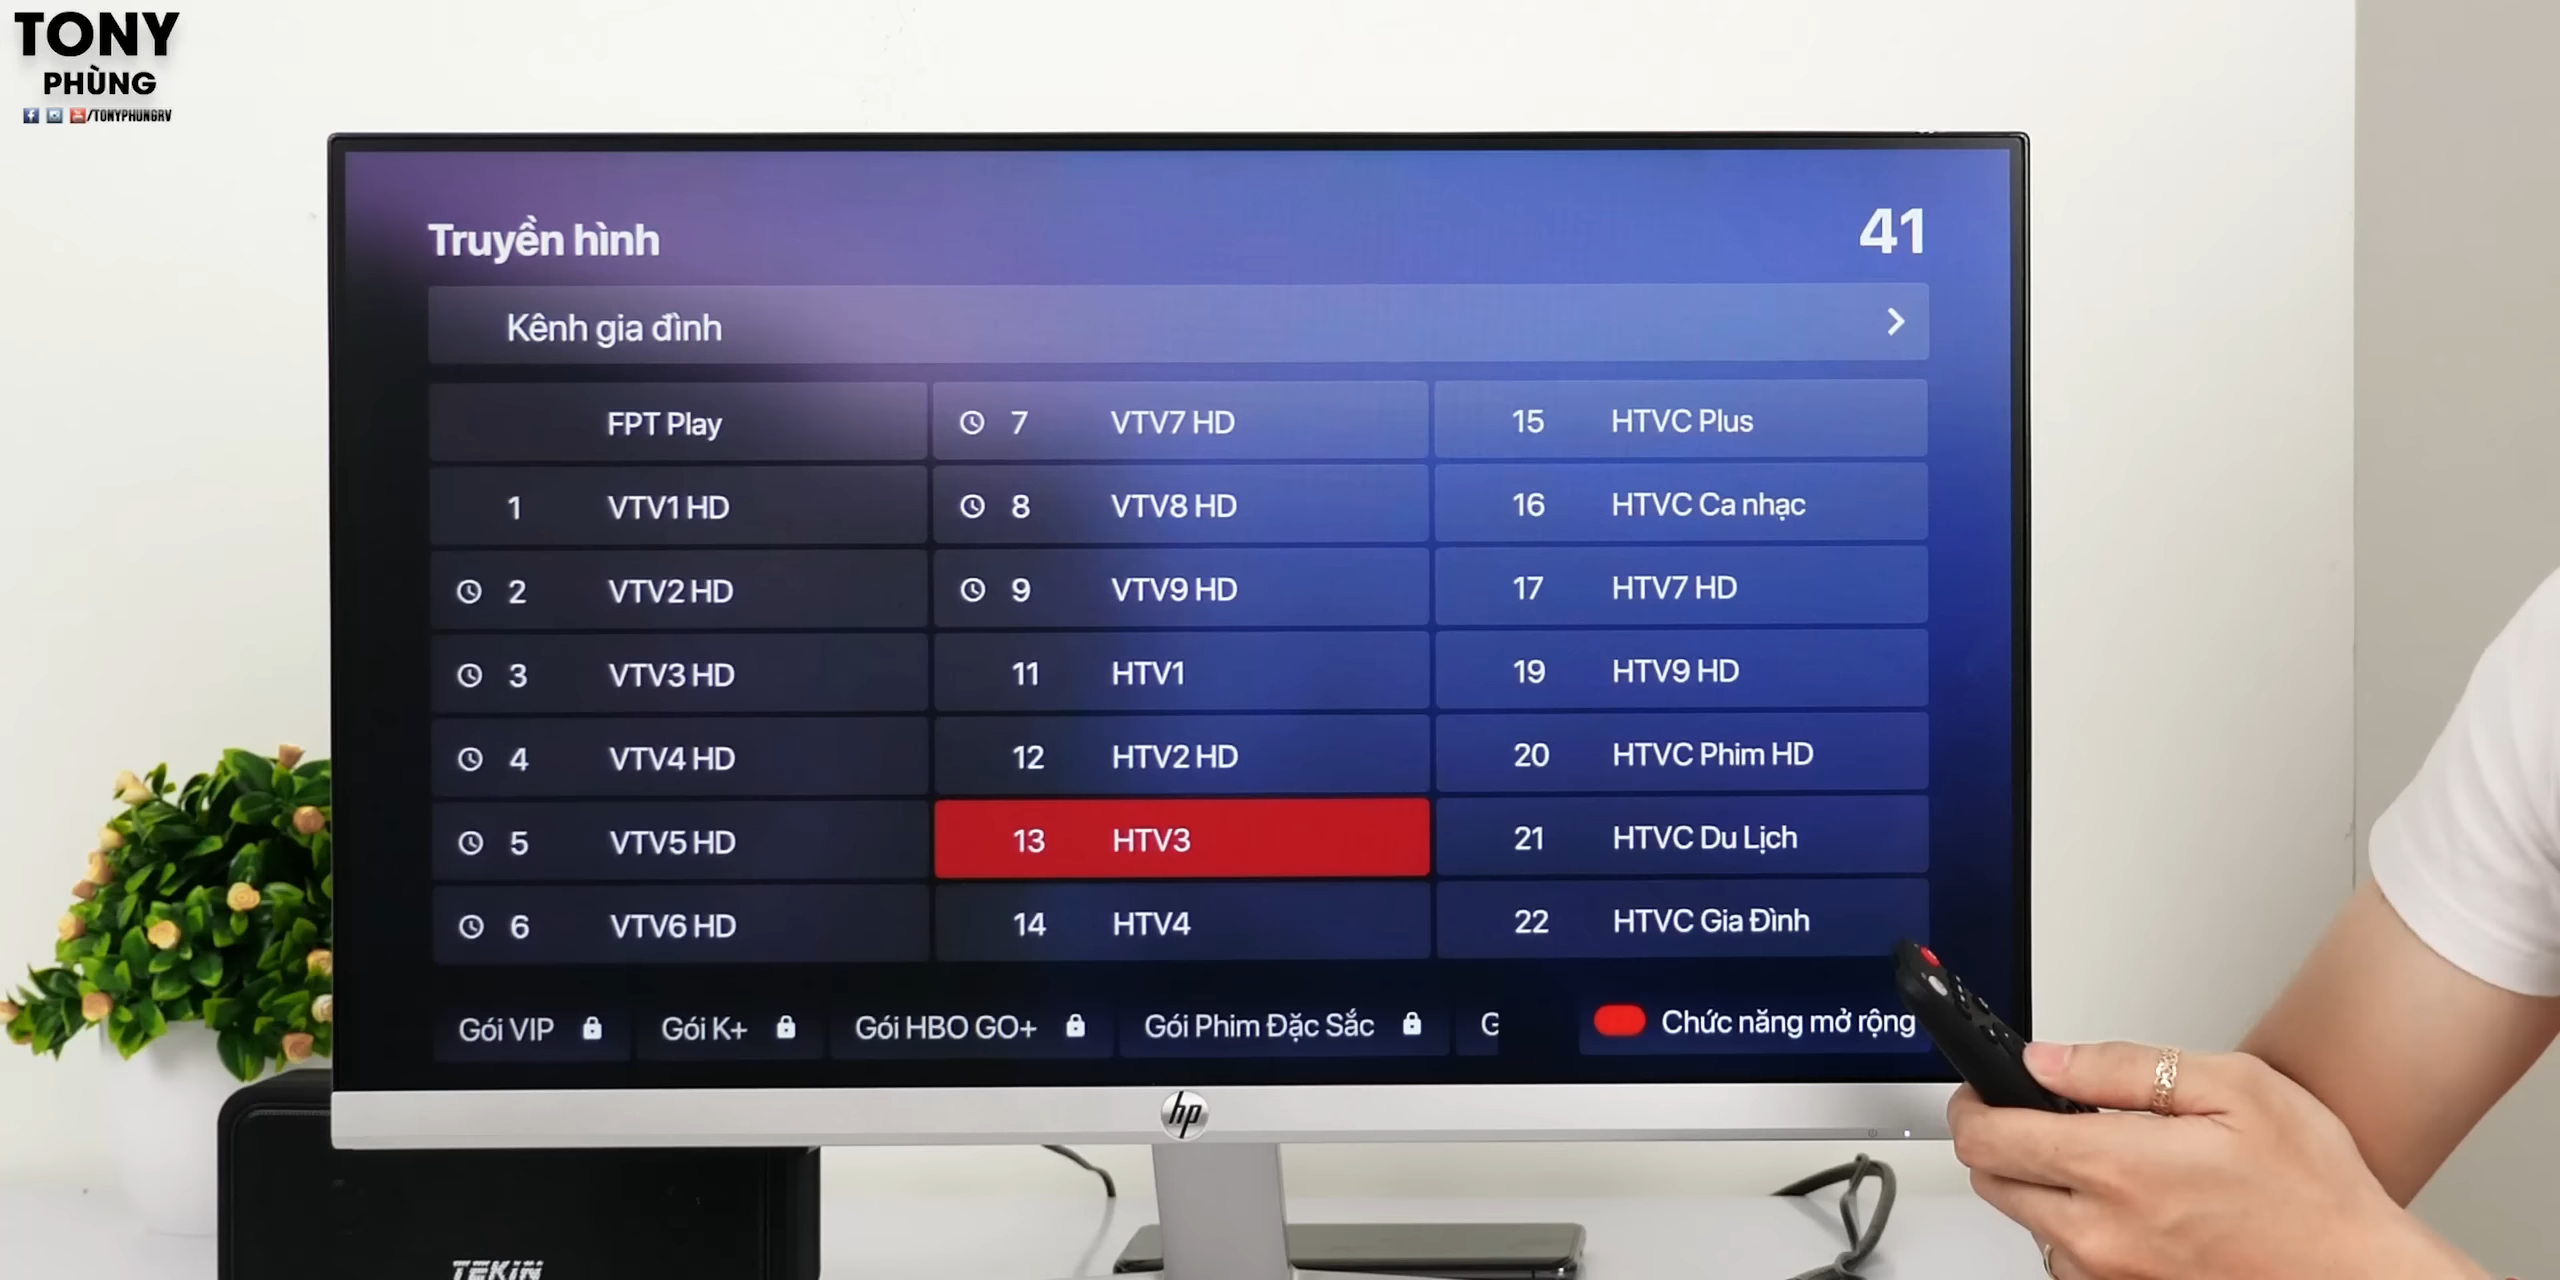 TONY
PHÙNG
/TONYPHUNGRV
Truyền hình
41
Kênh gia đình
FPT Play
1 VTV1 HD
2 VTV2 HD
3 VTV3 HD
4 VTV4 HD
5 VTV5 HD
6 VTV6 HD
7 VTV7 HD
8 VTV8 HD
9 VTV9 HD
11 HTV1
12 HTV2 HD
13 HTV3
14 HTV4
15 HTVC Plus
16 HTVC Ca nhạc
17 HTV7 HD
19 HTV9 HD
20 HTVC Phim HD
21 HTVC Du Lịch
22 HTVC Gia Đình
Gói VIP
Gói K+
Gói HBO GO+
Gói Phim Đặc Sắc
G
Chức năng mở rộng
hp
TEKIN